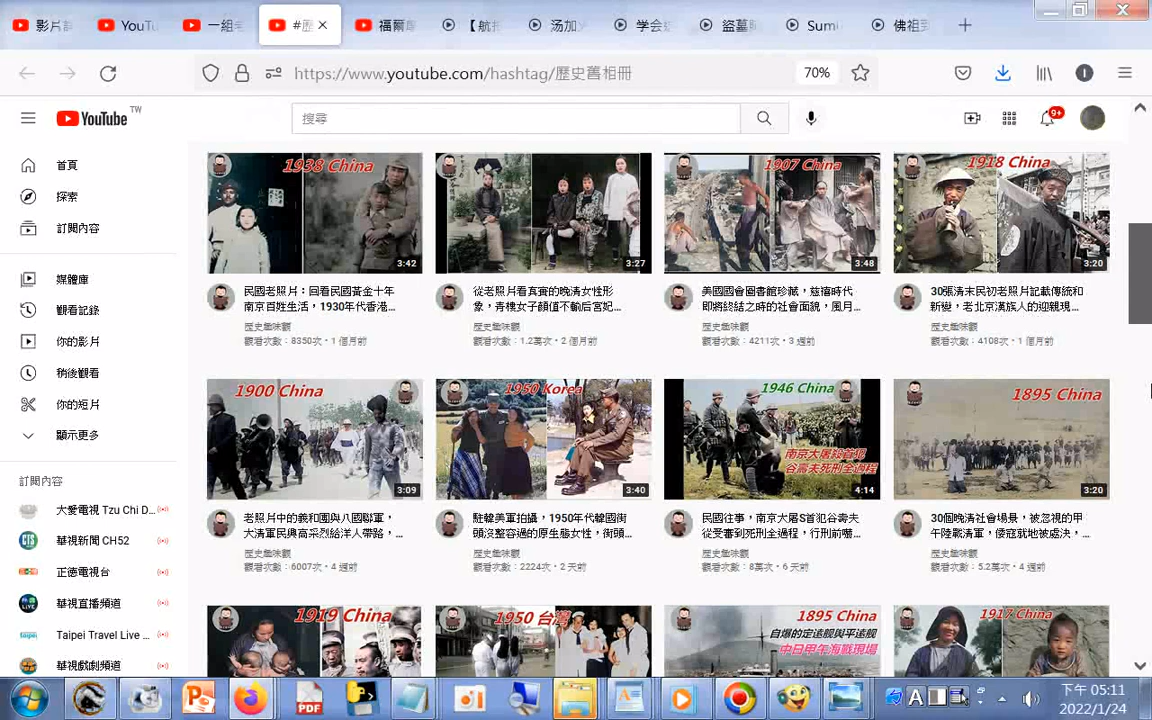 影片詳
YouTu
一組宅
#歷
福爾摩
【航拍
汤加
学会这
盜墓
Sumi
佛祖
https://www.youtube.com/hashtag/歷史舊相冊
70%
YouTube TW
搜尋
9+
首頁
探索
訂閱內容
媒體庫
觀看記錄
你的影片
稍後觀看
你的短片
顯示更多
訂閱內容
大愛電視 Tzu Chi D...
華視新聞 CH52
正德電視台
華視直播頻道
Taipei Travel Live ...
華視戲劇頻道
1938 China
3:42
民國老照片：回看民國黃金十年
南京百姓生活，1930年代香港...
歷史趣味觀
觀看次數：8350次・1 個月前
3:27
從老照片看真實的晚清女性形
象，青樓女子顏值不輸后宮妃...
歷史趣味觀
觀看次數：1.2萬次・2 個月前
1907 China
3:48
美國國會圖書館珍藏，慈禧時代
即將終結之時的社會面貌，風月...
歷史趣味觀
觀看次數：4211次・3 週前
1918 China
3:20
30張清末民初老照片記載傳統和
新變，老北京漢族人的迎親現...
歷史趣味觀
觀看次數：4108次・1 個月前
1900 China
3:09
老照片中的義和團與八國聯軍，
大清軍民興高采烈給洋人帶路，...
歷史趣味觀
觀看次數：6007次・4 週前
1950 Korea
3:40
駐韓美軍拍攝，1950年代韓國街
頭沒整容過的原生態女性，街頭...
歷史趣味觀
觀看次數：2224次・2 天前
1946 China
南京大屠殺首犯
谷壽夫死刑全過程
4:14
民國往事，南京大屠S首犯谷壽夫
從受審到死刑全過程，行刑前嚇...
歷史趣味觀
觀看次數：8萬次・6 天前
1895 China
3:20
30個晚清社會場景，被忽視的甲
午陸戰清軍，倭寇就地被處決，...
歷史趣味觀
觀看次數：5.2萬次・4 週前
1919 China
1950 台灣
1895 China
自爆的定遠舰與平遠舰
中日甲午海戰現場
1917 China
下午 05:11
2022/1/24